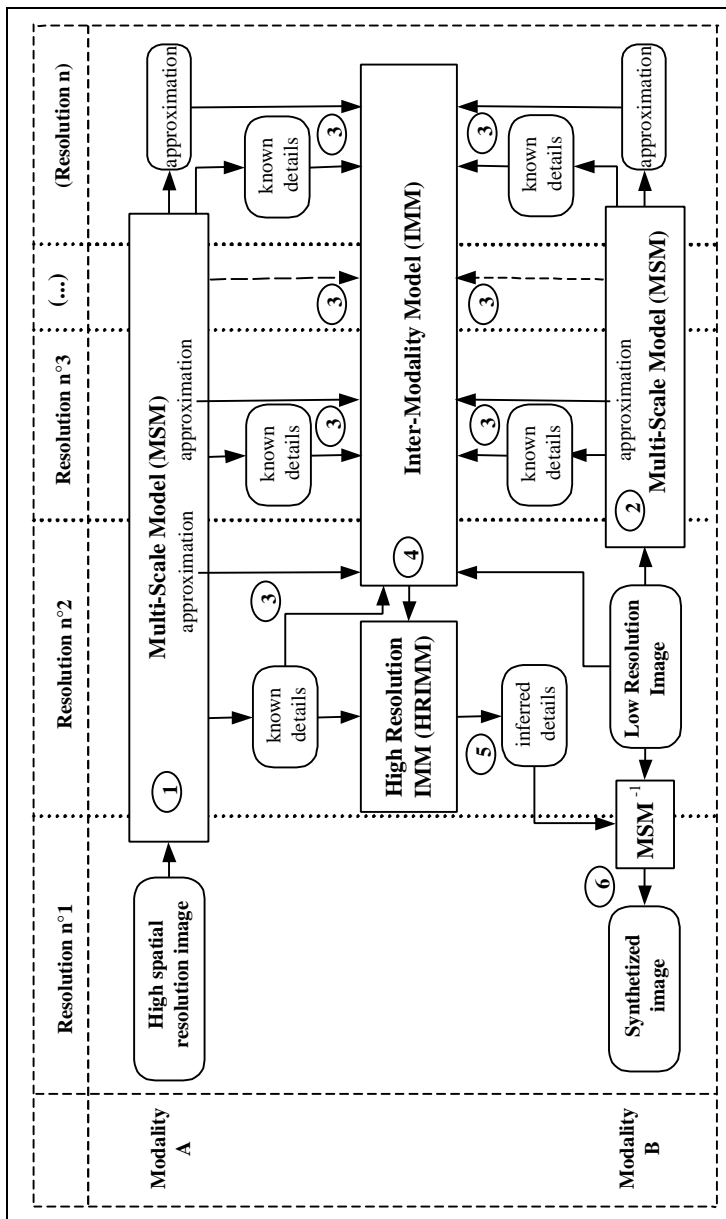 Resolution n°1
Resolution n°2
Resolution n°3
(...)
(Resolution n)
Modality
A
High spatial
resolution image
1
Multi-Scale Model (MSM)
approximation
approximation
approximation
known
details
3
known
details
3
3
known
details
3
High Resolution
IMM (HRIMM)
4
Inter-Modality Model (IMM)
5
inferred details
known
details
3
3
known
details
3
Modality
B
Synthetized
image
6
MSM -1
Low Resolution
Image
2
approximation
Multi-Scale Model (MSM)
approximation